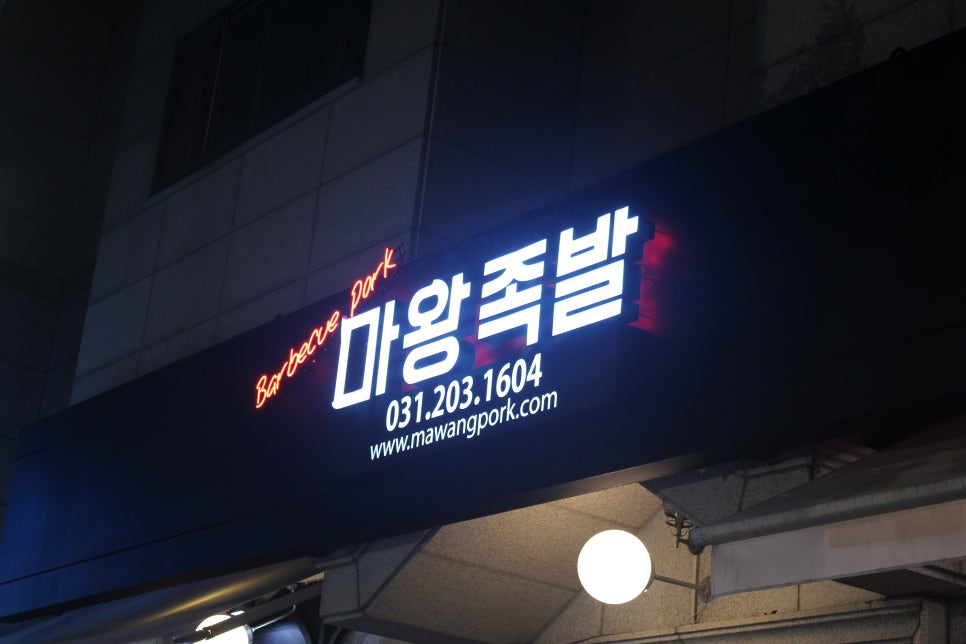 Barbecue Pork
마왕족발
031.203.1604
www.mawangpork.com